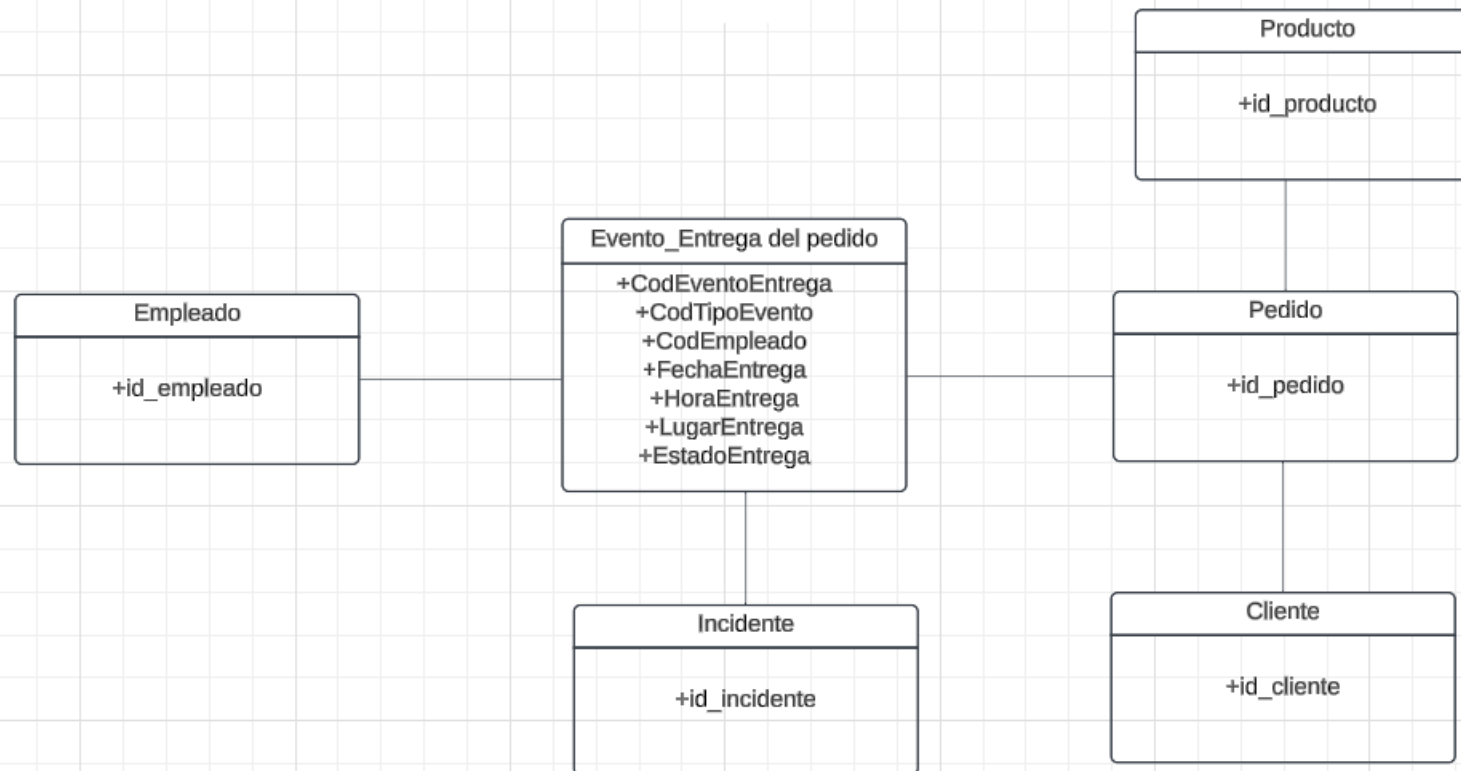 Producto
+id_producto
Evento_Entrega del pedido
+CodEventoEntrega
+CodTipoEvento
+CodEmpleado
+FechaEntrega
+HoraEntrega
+LugarEntrega
+EstadoEntrega
Empleado
+id_empleado
Pedido
+id_pedido
Incidente
+id_incidente
Cliente
+id_cliente